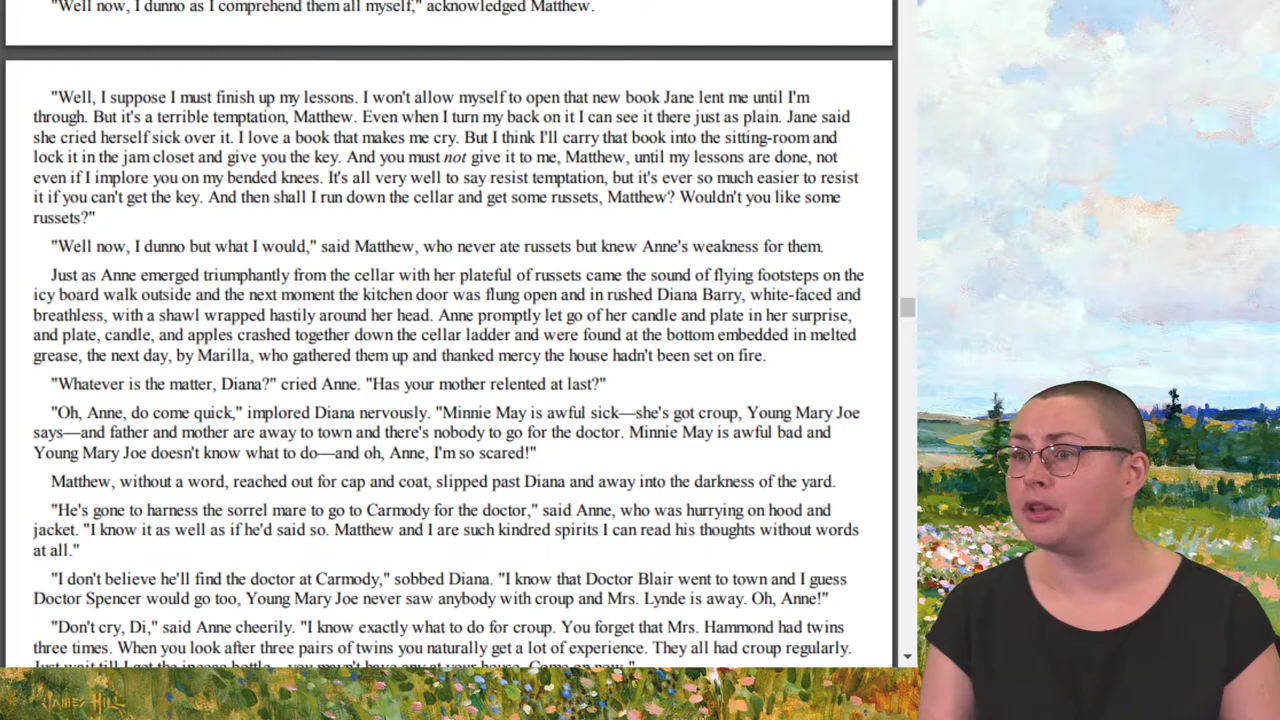 "Well now, I dunno as I comprehend them all myself," acknowledged Matthew.
"Well, I suppose I must finish up my lessons. I won't allow myself to open that new book Jane lent me until I'm
through. But it's a terrible temptation, Matthew. Even when I turn my back on it I can see it there just as plain. Jane said
she cried herself sick over it. I love a book that makes me cry. But I think I'll carry that book into the sitting-room and
lock it in the jam closet and give you the key. And you must not give it to me, Matthew, until my lessons are done, not
even if I implore you on my bended knees. It's all very well to say resist temptation, but it's ever so much easier to resist
it if you can't get the key. And then shall I run down the cellar and get some russets, Matthew? Wouldn't you like some
russets?"
"Well now, I dunno but what I would," said Matthew, who never ate russets but knew Anne's weakness for them.
Just as Anne emerged triumphantly from the cellar with her plateful of russets came the sound of flying footsteps on the
icy board walk outside and the next moment the kitchen door was flung open and in rushed Diana Barry, white-faced and
breathless, with a shawl wrapped hastily around her head. Anne promptly let go of her candle and plate in her surprise,
and plate, candle, and apples crashed together down the cellar ladder and were found at the bottom embedded in melted
grease, the next day, by Marilla, who gathered them up and thanked mercy the house hadn't been set on fire.
"Whatever is the matter, Diana?" cried Anne. "Has your mother relented at last?"
"Oh, Anne, do come quick," implored Diana nervously. "Minnie May is awful sick—she's got croup, Young Mary Joe
says—and father and mother are away to town and there's nobody to go for the doctor. Minnie May is awful bad and
Young Mary Joe doesn't know what to do—and oh, Anne, I'm so scared!"
Matthew, without a word, reached out for cap and coat, slipped past Diana and away into the darkness of the yard.
"He's gone to harness the sorrel mare to go to Carmody for the doctor," said Anne, who was hurrying on hood and
jacket. "I know it as well as if he'd said so. Matthew and I are such kindred spirits I can read his thoughts without words
at all."
"I don't believe he'll find the doctor at Carmody," sobbed Diana. "I know that Doctor Blair went to town and I guess
Doctor Spencer would go too, Young Mary Joe never saw anybody with croup and Mrs. Lynde is away. Oh, Anne!"
"Don't cry, Di," said Anne cheerily. "I know exactly what to do for croup. You forget that Mrs. Hammond had twins
three times. When you look after three pairs of twins you naturally get a lot of experience. They all had croup regularly.
Just wait till I get the ipecac bottle—you mayn't have any at your house. Come on now."
JAMES HILL